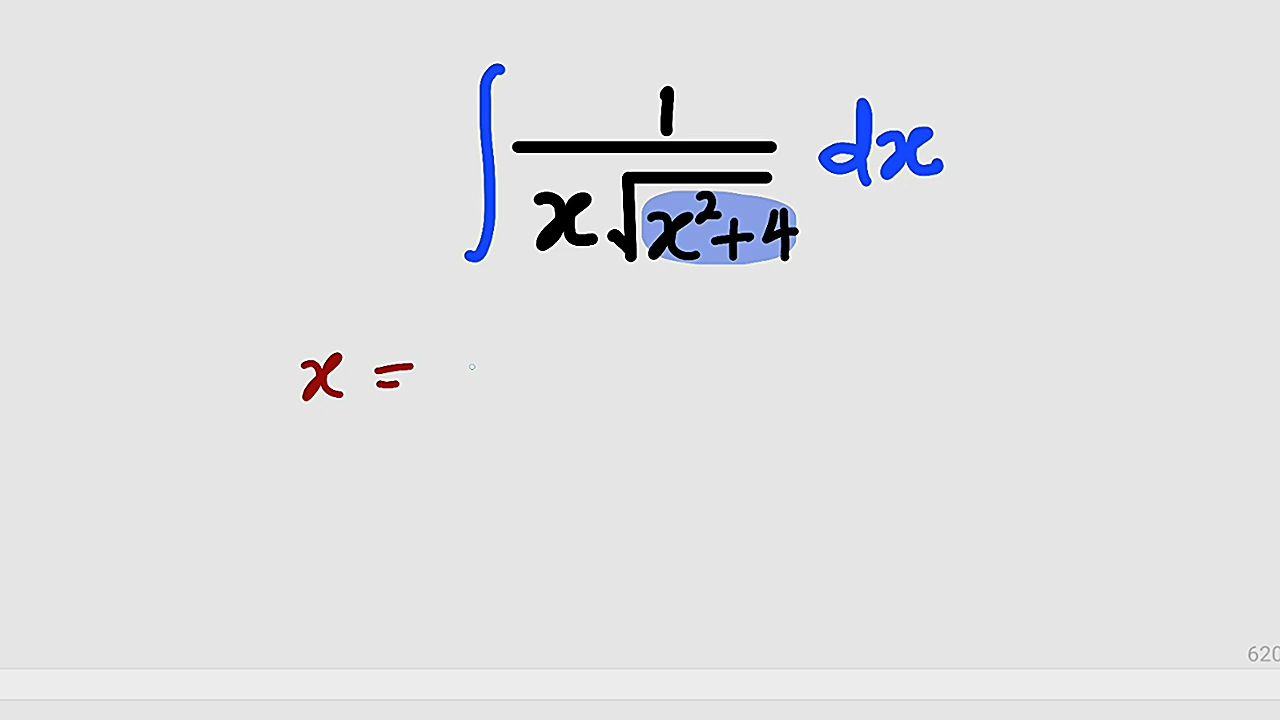 ∫ 1/(x√(x²+4)) dx
x =
620